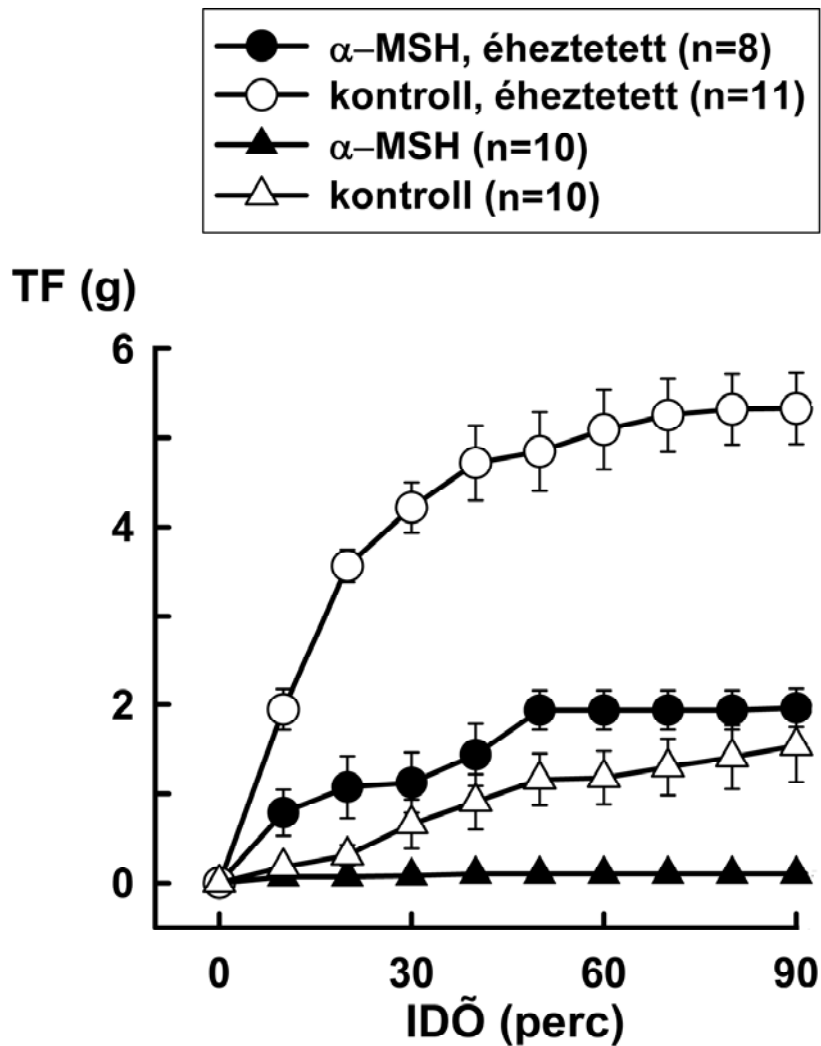 α–MSH, éheztetett (n=8)
kontroll, éheztetett (n=11)
α–MSH (n=10)
kontroll (n=10)
TF (g)
6
4
2
0
0 30 60 90
IDÕ (perc)